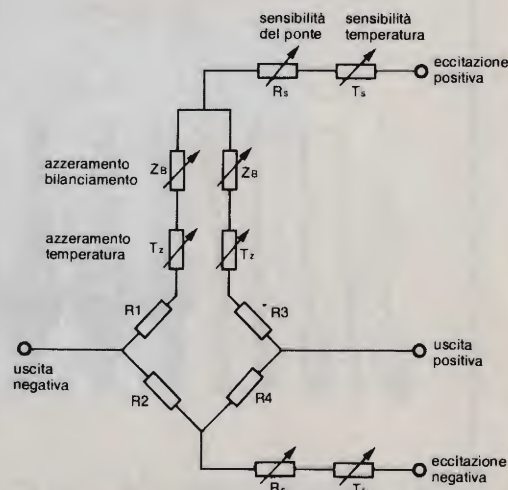 sensibilità
del ponte
sensibilità
temperatura
eccitazione
positiva
Rs
Ts
azzeramento
bilanciamento
ZB
ZB
azzeramento
temperatura
Tz
Tz
R1
R3
uscita
negativa
uscita
positiva
R2
R4
eccitazione
negativa